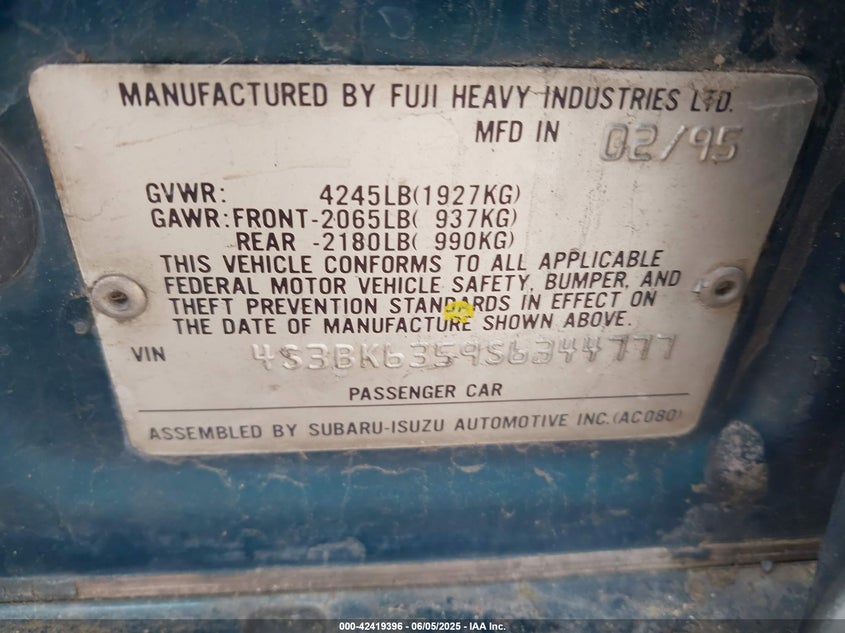 MANUFACTURED BY FUJI HEAVY INDUSTRIES LTD.
MFD IN 02/95
GVWR: 4245LB(1927KG)
GAWR:FRONT-2065LB( 937KG)
REAR -2180LB( 990KG)
THIS VEHICLE CONFORMS TO ALL APPLICABLE
FEDERAL MOTOR VEHICLE SAFETY, BUMPER, AND
THEFT PREVENTION STANDARDS IN EFFECT ON
THE DATE OF MANUFACTURE SHOWN ABOVE.
VIN 4S3BK6359S6344777
PASSENGER CAR
ASSEMBLED BY SUBARU-ISUZU AUTOMOTIVE INC.(AC080)
000-42419396 - 06/05/2025 - IAA Inc.